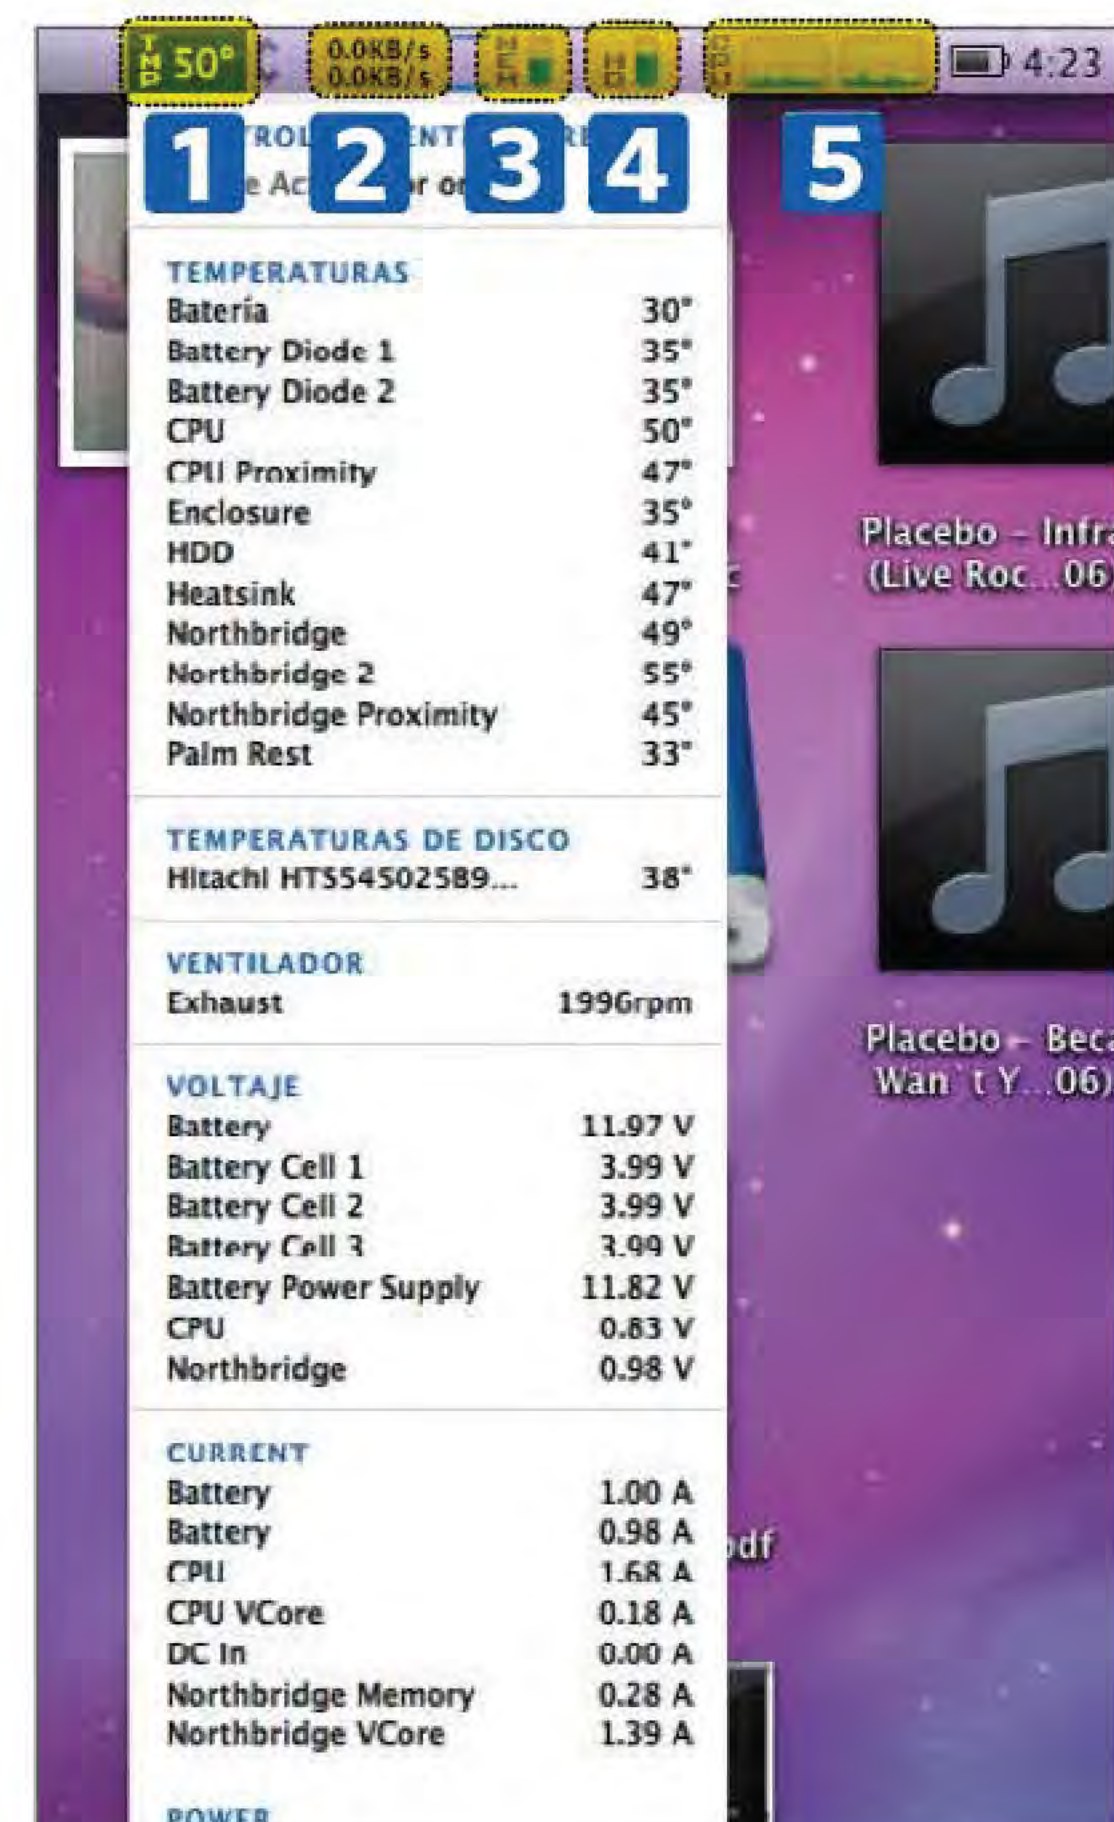 TMP 50° 0.0KB/s MEM HD CPU 4:23
0.0KB/s
1 2 3 4 5
TEMPERATURAS
Batería 30°
Battery Diode 1 35°
Battery Diode 2 35°
CPU 50°
CPU Proximity 47°
Enclosure 35°
HDD 41°
Heatsink 47°
Northbridge 49°
Northbridge 2 55°
Northbridge Proximity 45°
Palm Rest 33°
Placebo - Infra
(Live Roc...06)
TEMPERATURAS DE DISCO
Hitachi HTS545025B9... 38°
VENTILADOR
Exhaust 1996rpm
Placebo - Beca
Wan`t Y...06)
VOLTAJE
Battery 11.97 V
Battery Cell 1 3.99 V
Battery Cell 2 3.99 V
Battery Cell 3 3.99 V
Battery Power Supply 11.82 V
CPU 0.83 V
Northbridge 0.98 V
CURRENT
Battery 1.00 A
Battery 0.98 A
pdf
CPU 1.68 A
CPU VCore 0.18 A
DC In 0.00 A
Northbridge Memory 0.28 A
Northbridge VCore 1.39 A
POWER